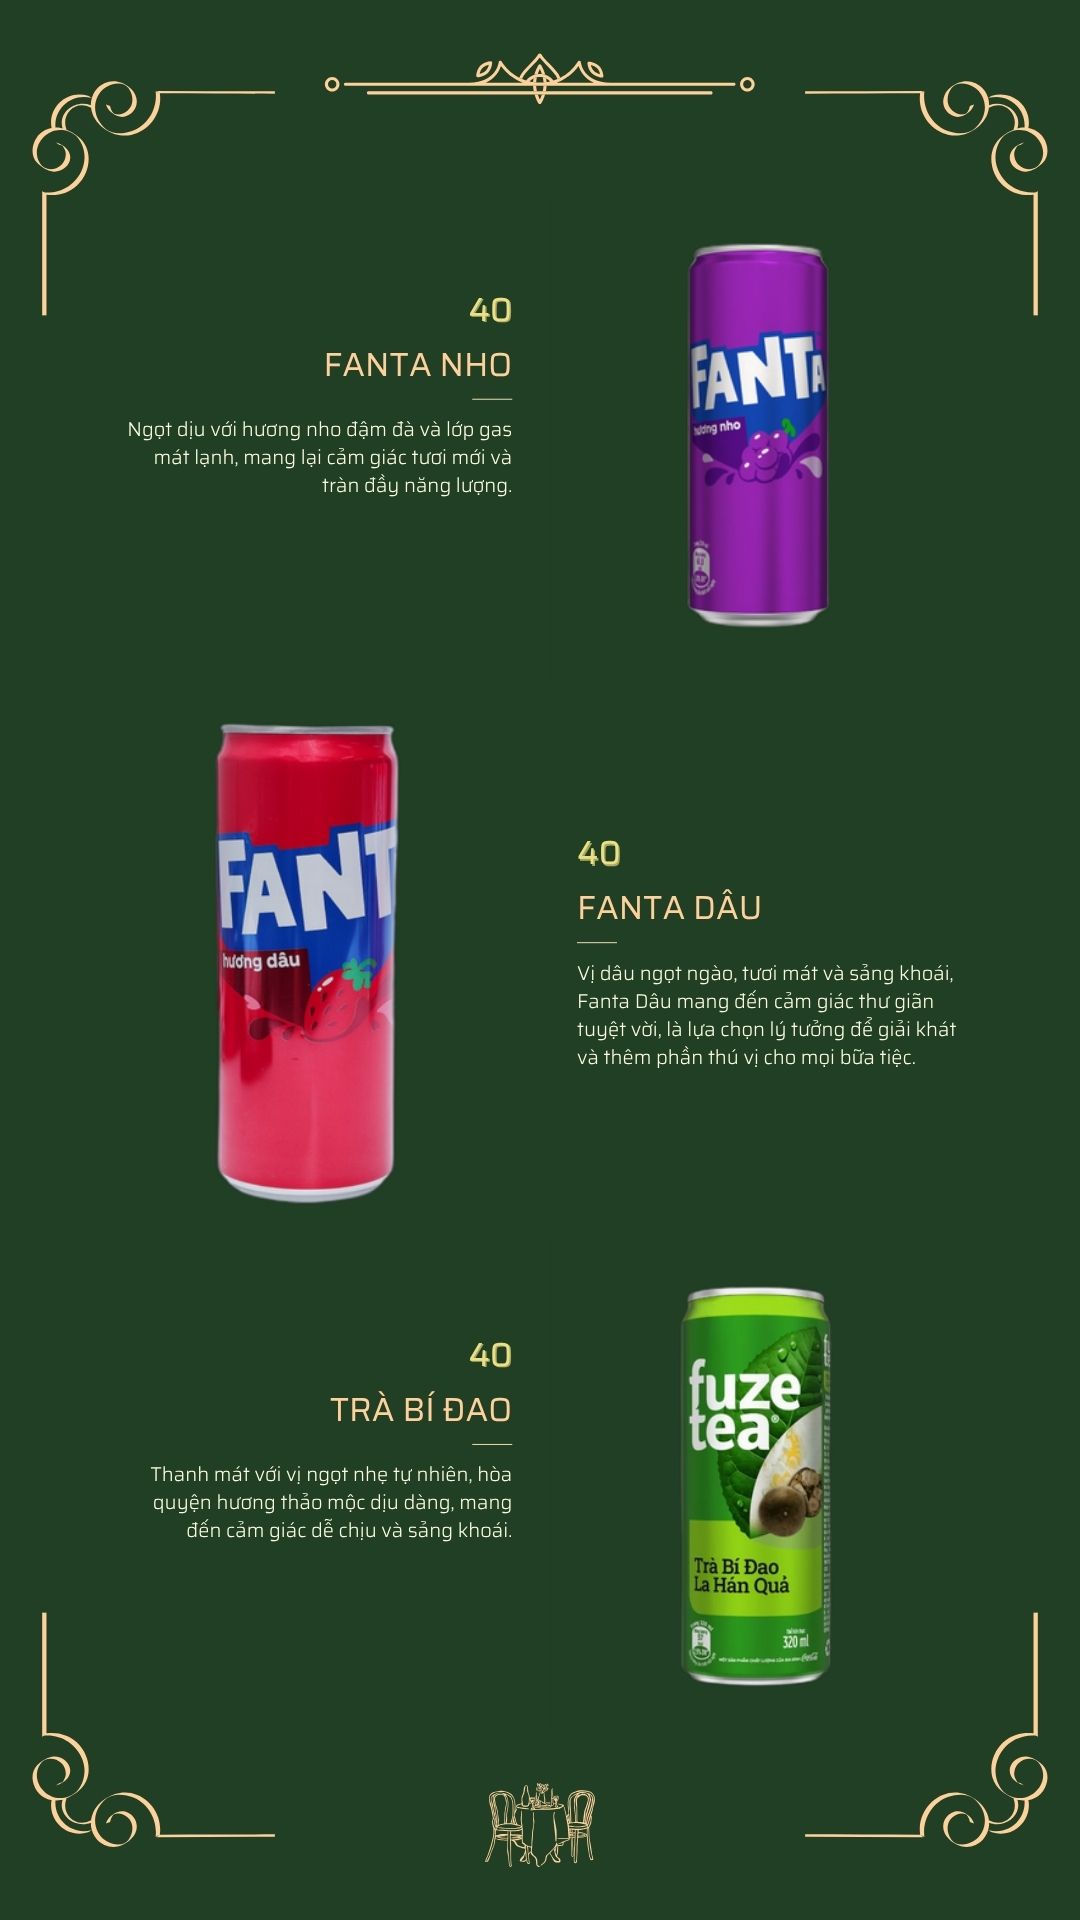 40
FANTA NHO
Ngọt dịu với hương nho đậm đà và lớp gas
mát lạnh, mang lại cảm giác tươi mới và
tràn đầy năng lượng.
FANTA
hương nho
FANT
hương dâu
40
FANTA DÂU
Vị dâu ngọt ngào, tươi mát và sảng khoái,
Fanta Dâu mang đến cảm giác thư giãn
tuyệt vời, là lựa chọn lý tưởng để giải khát
và thêm phần thú vị cho mọi bữa tiệc.
40
TRÀ BÍ ĐAO
Thanh mát với vị ngọt nhẹ tự nhiên, hòa
quyện hương thảo mộc dịu dàng, mang
đến cảm giác dễ chịu và sảng khoái.
fuze
tea®
Trà Bí Đao
La Hán Quả
320 ml